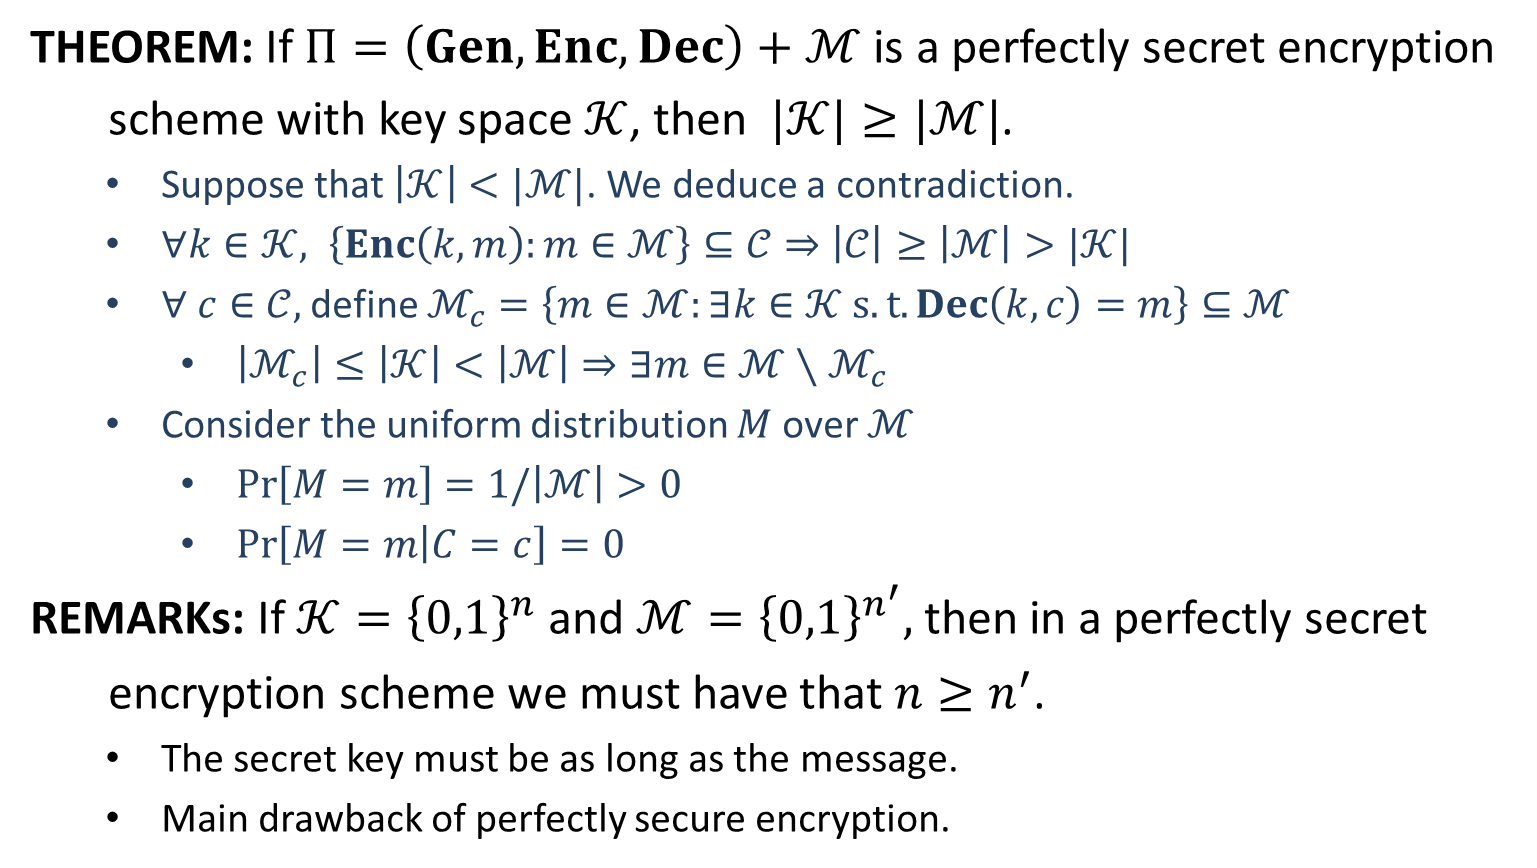 THEOREM: If Π = (Gen, Enc, Dec) + ℳ is a perfectly secret encryption
scheme with key space 𝒦, then |𝒦| ≥ |ℳ|.
• Suppose that |𝒦| < |ℳ|. We deduce a contradiction.
• ∀k ∈ 𝒦, {Enc(k, m): m ∈ ℳ} ⊆ 𝒞 ⇒ |𝒞| ≥ |ℳ| > |𝒦|
• ∀ c ∈ 𝒞, define ℳ_c = {m ∈ ℳ: ∃k ∈ 𝒦 s. t. Dec(k, c) = m} ⊆ ℳ
• |ℳ_c| ≤ |𝒦| < |ℳ| ⇒ ∃m ∈ ℳ ∖ ℳ_c
• Consider the uniform distribution M over ℳ
• Pr[M = m] = 1/|ℳ| > 0
• Pr[M = m|C = c] = 0
REMARKs: If 𝒦 = {0,1}ⁿ and ℳ = {0,1}ⁿ′, then in a perfectly secret
encryption scheme we must have that n ≥ n′.
• The secret key must be as long as the message.
• Main drawback of perfectly secure encryption.